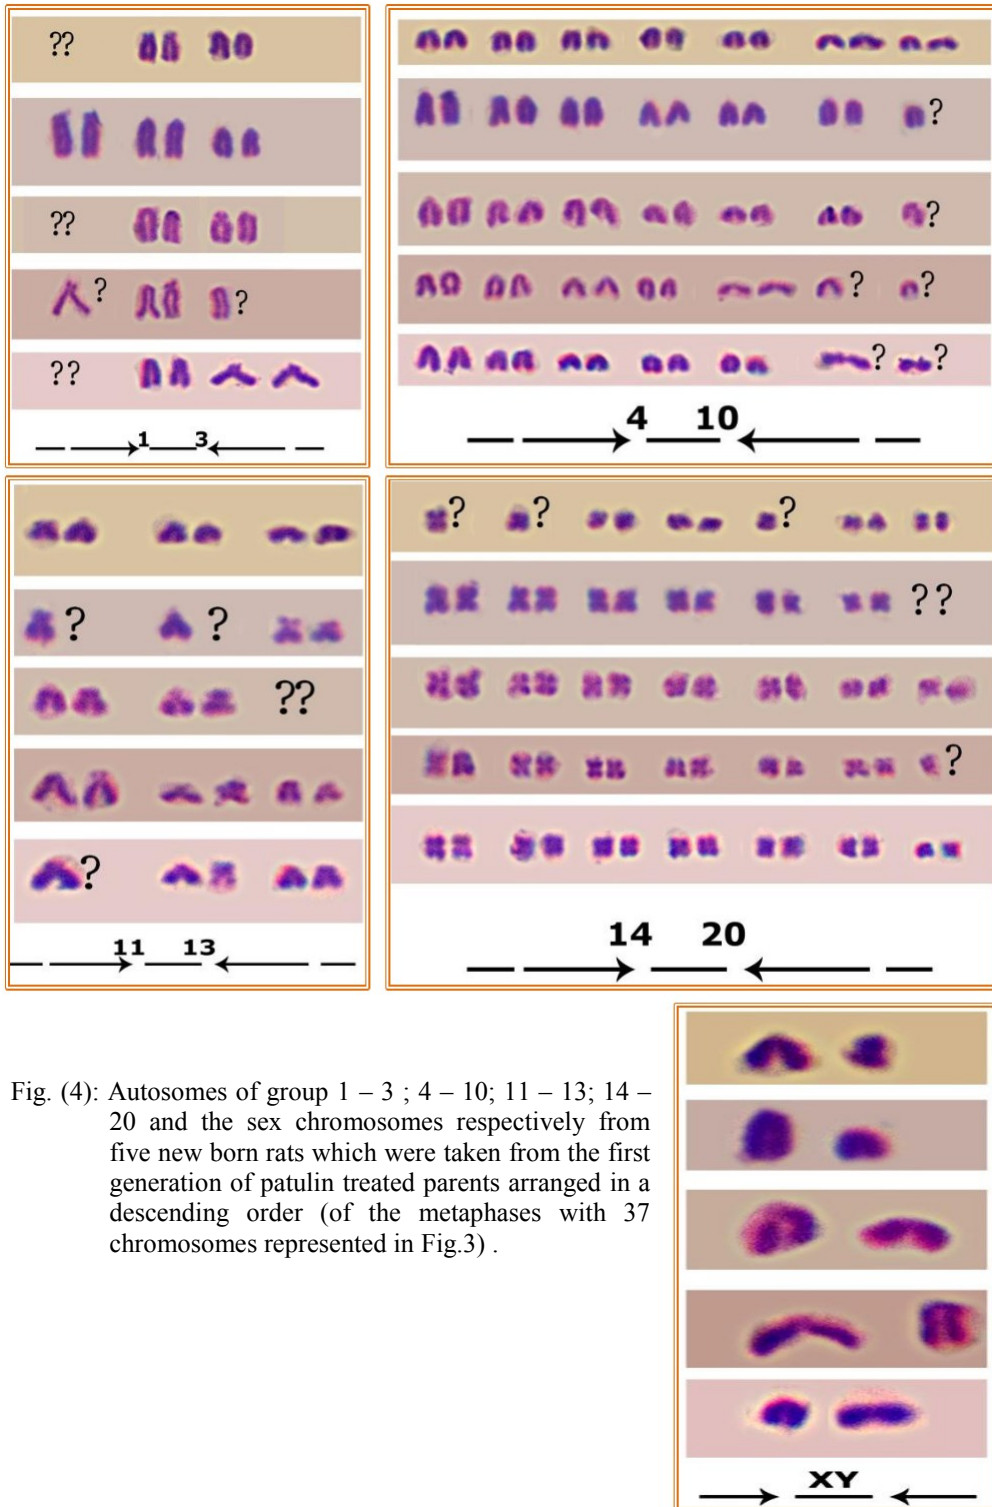 ??
??
? ?
??
1 3
?
?
? ?
? ?
4 10
? ?
??
?
11 13
? ? ?
??
?
14 20
Fig. (4): Autosomes of group 1 – 3 ; 4 – 10; 11 – 13; 14 –
20 and the sex chromosomes respectively from
five new born rats which were taken from the first
generation of patulin treated parents arranged in a
descending order (of the metaphases with 37
chromosomes represented in Fig.3) .
XY